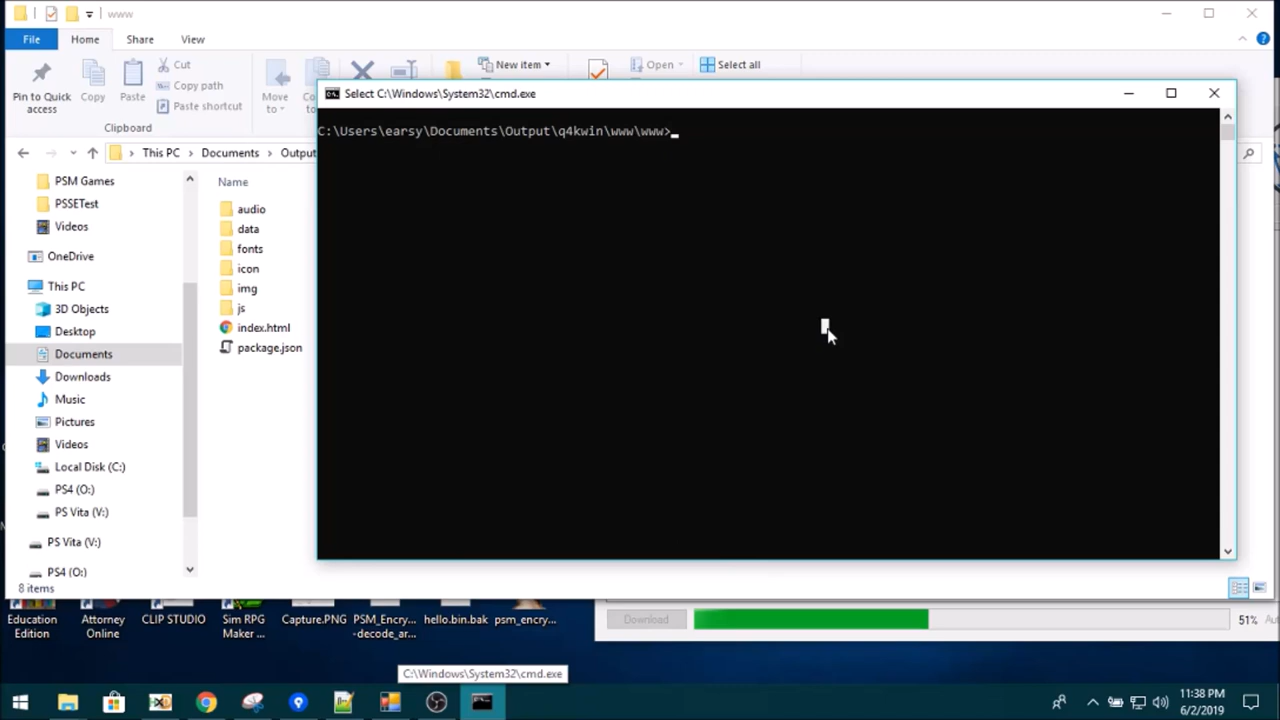 www
File
Home
Share
View
Pin to Quick
access
Copy
Paste
Cut
Copy path
Paste shortcut
Clipboard
Move
to
New item
Open
Select all
This PC
Documents
Output
Select C:\Windows\System32\cmd.exe
C:\Users\earsy\Documents\Output\q4kwin\www\www>
PSM Games
PSSETest
Videos
OneDrive
This PC
3D Objects
Desktop
Documents
Downloads
Music
Pictures
Videos
Local Disk (C:)
PS4 (O:)
PS Vita (V:)
PS Vita (V:)
PS4 (O:)
Name
audio
data
fonts
icon
img
js
index.html
package.json
8 items
Education
Edition
Attorney
Online
CLIP STUDIO
Sim RPG
Maker ...
Capture.PNG
PSM_Encry...
-decode_ar...
hello.bin.bak
psm_encry...
Download
51%
C:\Windows\System32\cmd.exe
11:38 PM
6/2/2019